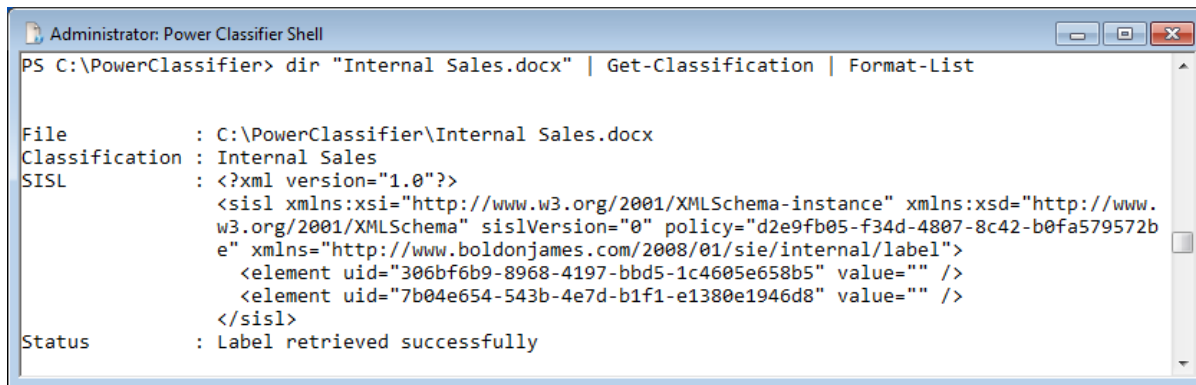 Administrator: Power Classifier Shell
PS C:\PowerClassifier> dir "Internal Sales.docx" | Get-Classification | Format-List
File : C:\PowerClassifier\Internal Sales.docx
Classification : Internal Sales
SISL : <?xml version="1.0"?>
<sisl xmlns:xsi="http://www.w3.org/2001/XMLSchema-instance" xmlns:xsd="http://www.
w3.org/2001/XMLSchema" sislVersion="0" policy="d2e9fb05-f34d-4807-8c42-b0fa579572b
e" xmlns="http://www.boldonjames.com/2008/01/sie/internal/label">
<element uid="306bf6b9-8968-4197-bbd5-1c4605e658b5" value="" />
<element uid="7b04e654-543b-4e7d-b1f1-e1380e1946d8" value="" />
</sisl>
Status : Label retrieved successfully